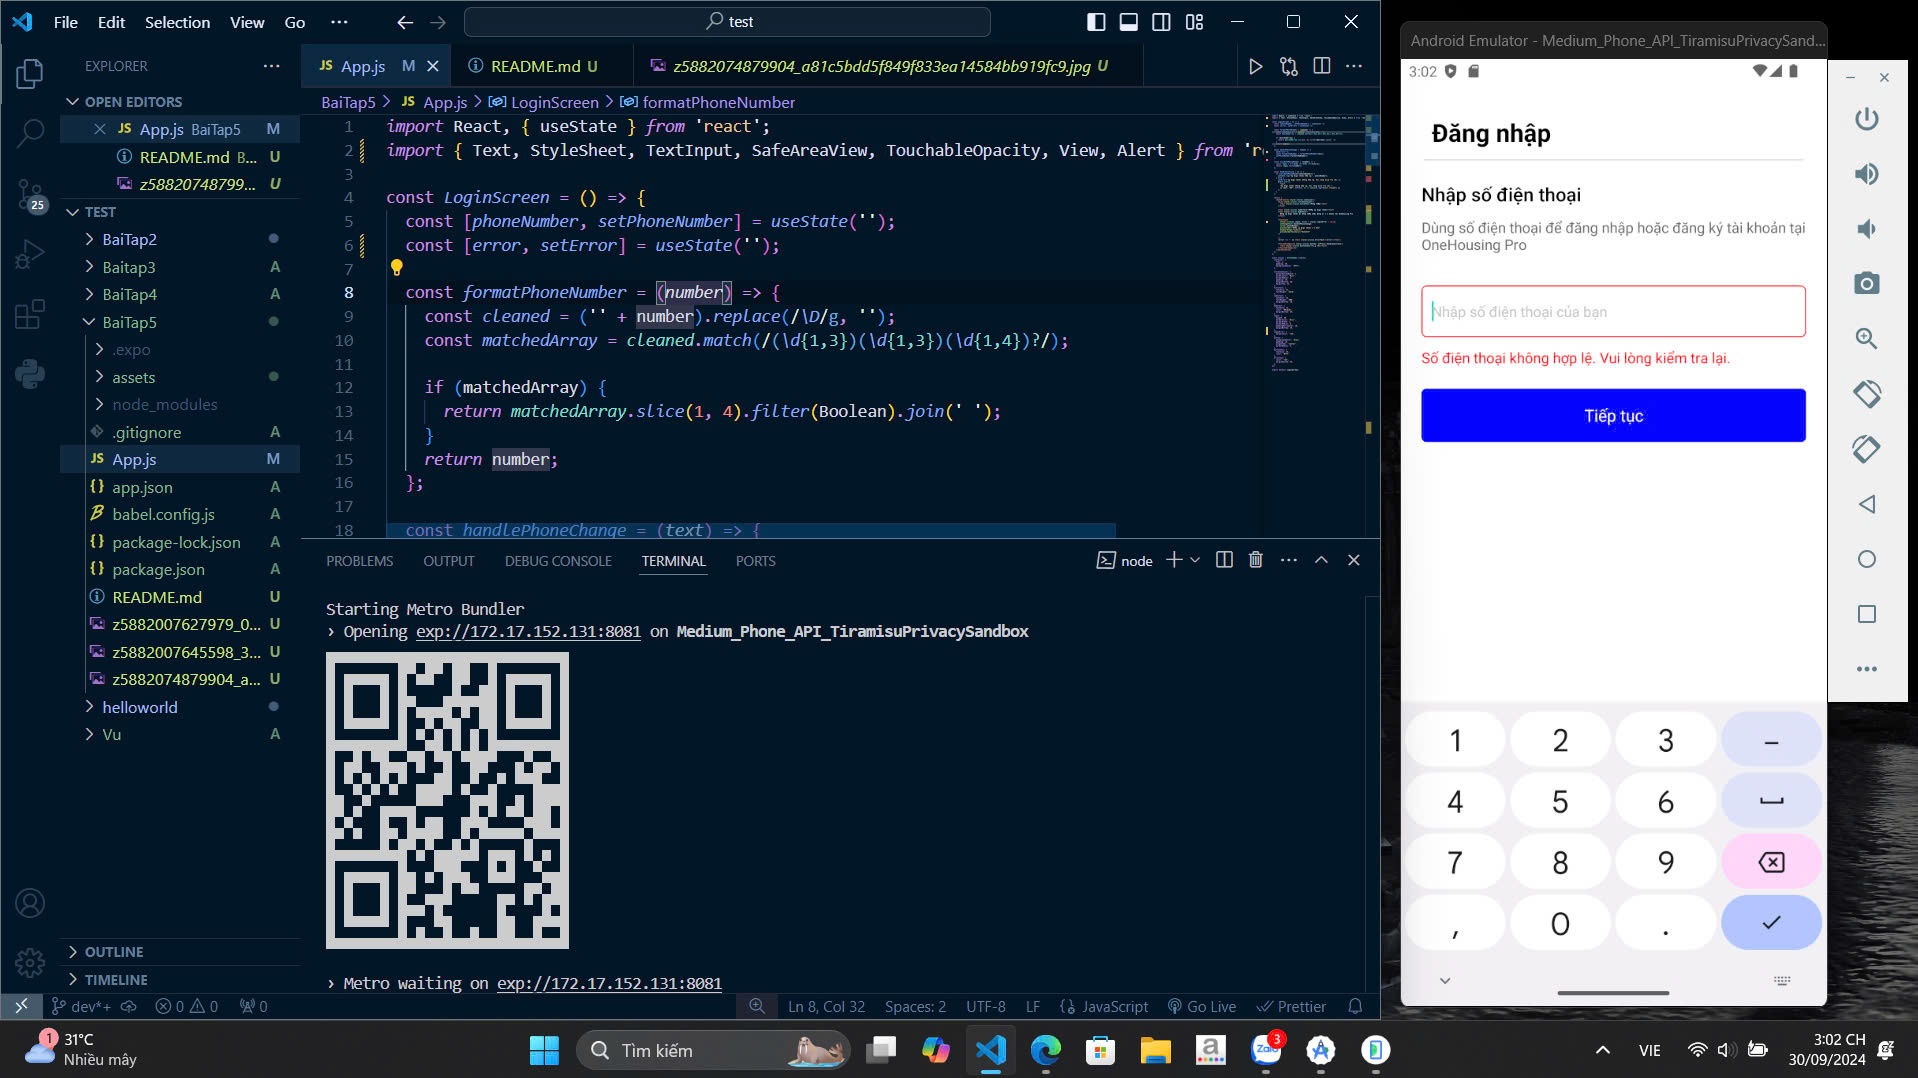 File Edit Selection View Go ··· test
EXPLORER
OPEN EDITORS
JS App.js BaiTap5 M
README.md B... U
z58820748799... U
TEST
BaiTap2
Baitap3 A
BaiTap4 A
BaiTap5
.expo
assets
node_modules
.gitignore A
JS App.js M
app.json A
babel.config.js A
package-lock.json A
package.json A
README.md U
z5882007627979_0... U
z5882007645598_3... U
z5882074879904_a... U
helloworld
Vu A
OUTLINE
TIMELINE
25
JS App.js M
README.md U
z5882074879904_a81c5bdd5f849f833ea14584bb919fc9.jpg U
BaiTap5 > JS App.js > LoginScreen > formatPhoneNumber
1 import React, { useState } from 'react';
2 import { Text, StyleSheet, TextInput, SafeAreaView, TouchableOpacity, View, Alert } from 'r
3
4 const LoginScreen = () => {
5 const [phoneNumber, setPhoneNumber] = useState('');
6 const [error, setError] = useState('');
7
8 const formatPhoneNumber = (number) => {
9 const cleaned = ('' + number).replace(/\D/g, '');
10 const matchedArray = cleaned.match(/(\d{1,3})(\d{1,3})(\d{1,4})?/);
11
12 if (matchedArray) {
13 return matchedArray.slice(1, 4).filter(Boolean).join(' ');
14 }
15 return number;
16 };
17
18 const handlePhoneChange = (text) => {
PROBLEMS OUTPUT DEBUG CONSOLE TERMINAL PORTS
node
Starting Metro Bundler
› Opening exp://172.17.152.131:8081 on Medium_Phone_API_TiramisuPrivacySandbox
› Metro waiting on exp://172.17.152.131:8081
dev*+ 0 0 0 Ln 8, Col 32 Spaces: 2 UTF-8 LF {} JavaScript Go Live Prettier
Android Emulator - Medium_Phone_API_TiramisuPrivacySand...
3:02
Đăng nhập
Nhập số điện thoại
Dùng số điện thoại để đăng nhập hoặc đăng ký tài khoản tại
OneHousing Pro
Nhập số điện thoại của bạn
Số điện thoại không hợp lệ. Vui lòng kiểm tra lại.
Tiếp tục
1 2 3 –
4 5 6
7 8 9
, 0 .
1
31°C
Nhiều mây
Tìm kiếm
a
Zalo
3
VIE
3:02 CH
30/09/2024